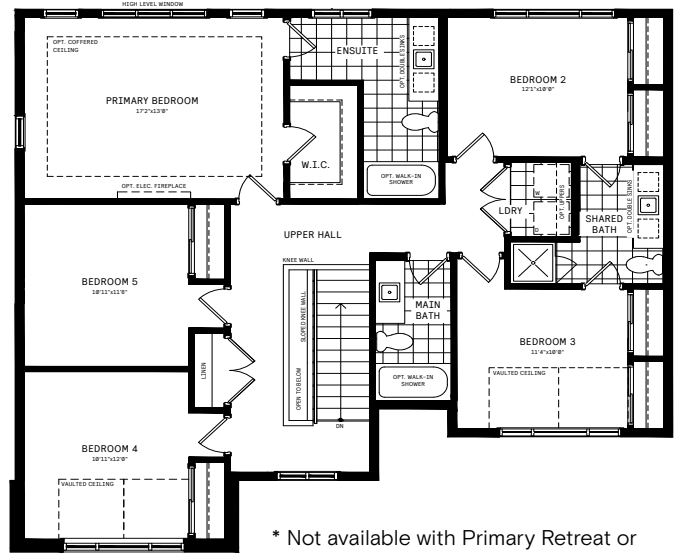 HIGH LEVEL WINDOW
OPT. COFFERED
CEILING
PRIMARY BEDROOM
17'2"x13'0"
OPT. ELEC. FIREPLACE
ENSUITE
OPT. DOUBLE SINKS
W.I.C.
OPT. WALK-IN
SHOWER
BEDROOM 2
12'1"x10'0"
W
D
OPT. UPPERS
LDRY
SHARED
BATH
OPT. DOUBLE SINKS
UPPER HALL
KNEE WALL
SLOPED KNEE WALL
OPEN TO BELOW
DN
BEDROOM 5
10'11"x11'8"
LINEN
MAIN
BATH
OPT. WALK-IN
SHOWER
BEDROOM 3
11'4"x10'0"
VAULTED CEILING
BEDROOM 4
10'11"x12'0"
VAULTED CEILING
* Not available with Primary Retreat or